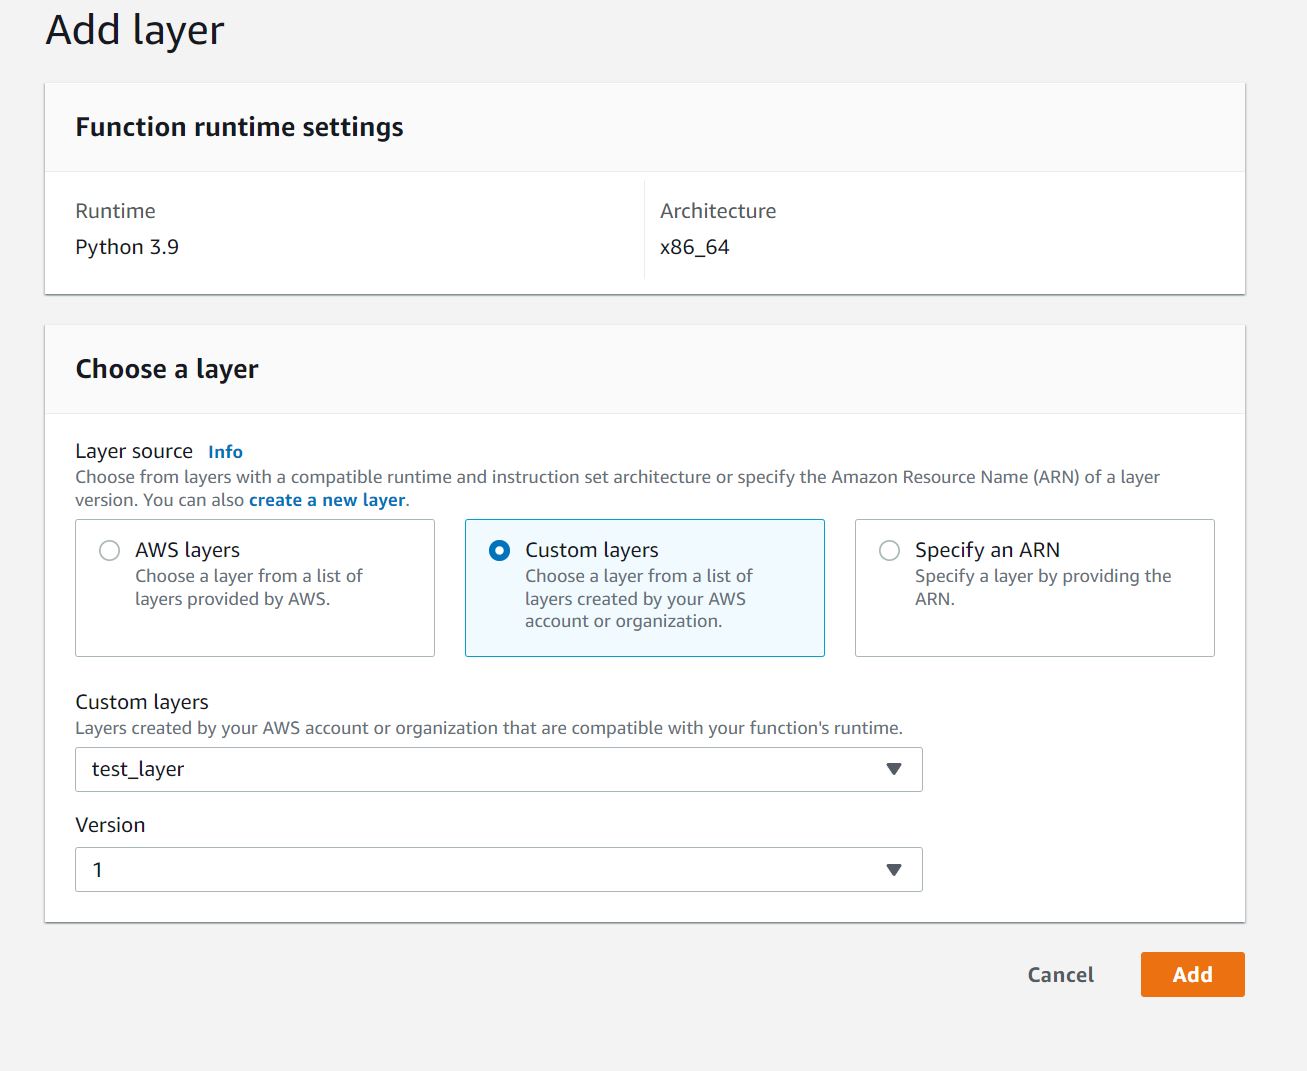 Add layer
Function runtime settings
Runtime
Python 3.9
Architecture
x86_64
Choose a layer
Layer source Info
Choose from layers with a compatible runtime and instruction set architecture or specify the Amazon Resource Name (ARN) of a layer
version. You can also create a new layer.
AWS layers
Choose a layer from a list of
layers provided by AWS.
Custom layers
Choose a layer from a list of
layers created by your AWS
account or organization.
Specify an ARN
Specify a layer by providing the
ARN.
Custom layers
Layers created by your AWS account or organization that are compatible with your function's runtime.
test_layer
Version
1
Cancel
Add